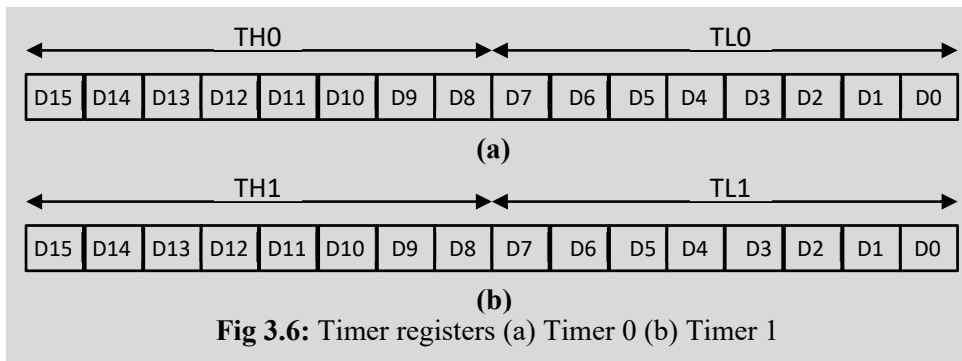 TH0 TL0
D15 D14 D13 D12 D11 D10 D9 D8 D7 D6 D5 D4 D3 D2 D1 D0
(a)
TH1 TL1
D15 D14 D13 D12 D11 D10 D9 D8 D7 D6 D5 D4 D3 D2 D1 D0
(b)
Fig 3.6: Timer registers (a) Timer 0 (b) Timer 1